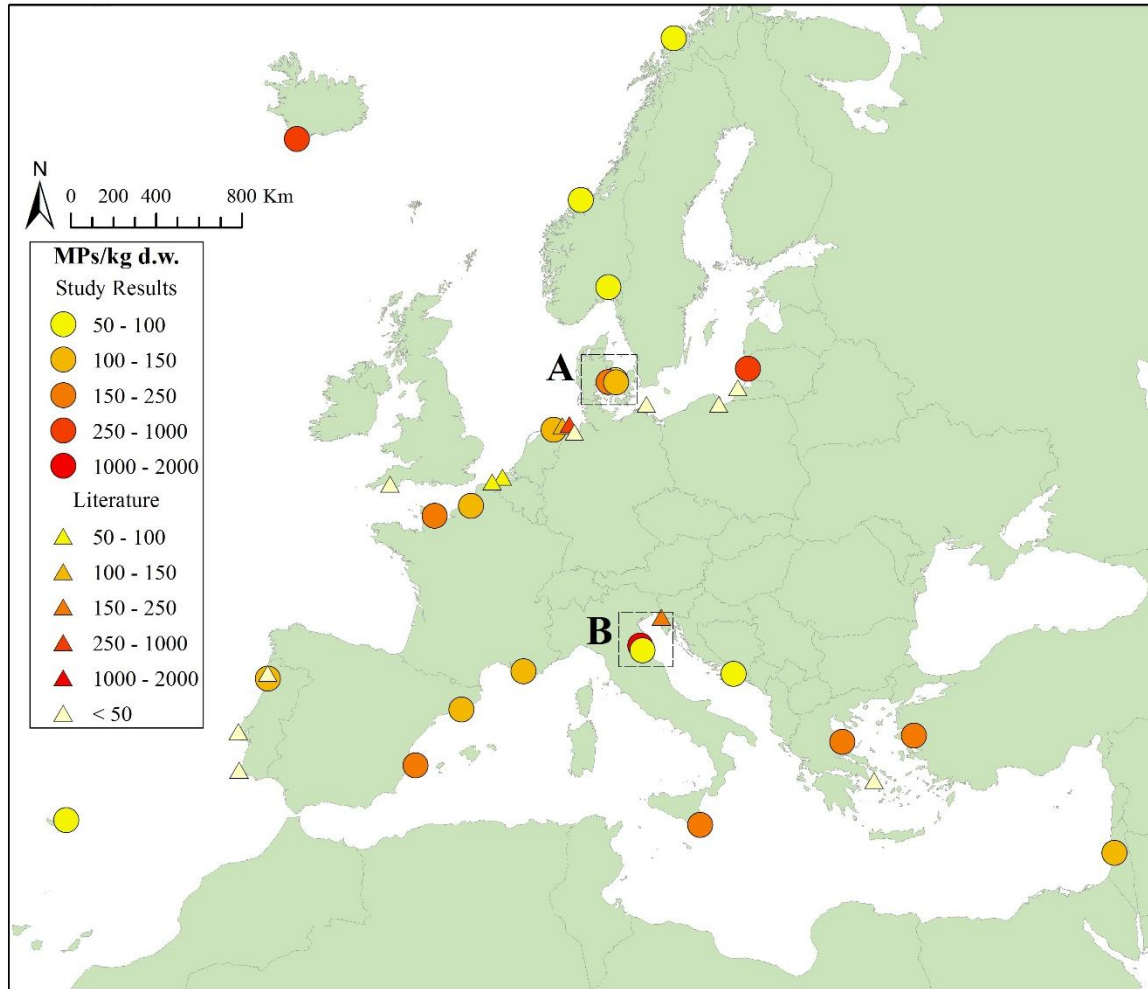 N
0 200 400 800 Km
MPs/kg d.w.
Study Results
50 - 100
100 - 150
150 - 250
250 - 1000
1000 - 2000
Literature
50 - 100
100 - 150
150 - 250
250 - 1000
1000 - 2000
< 50
A
B